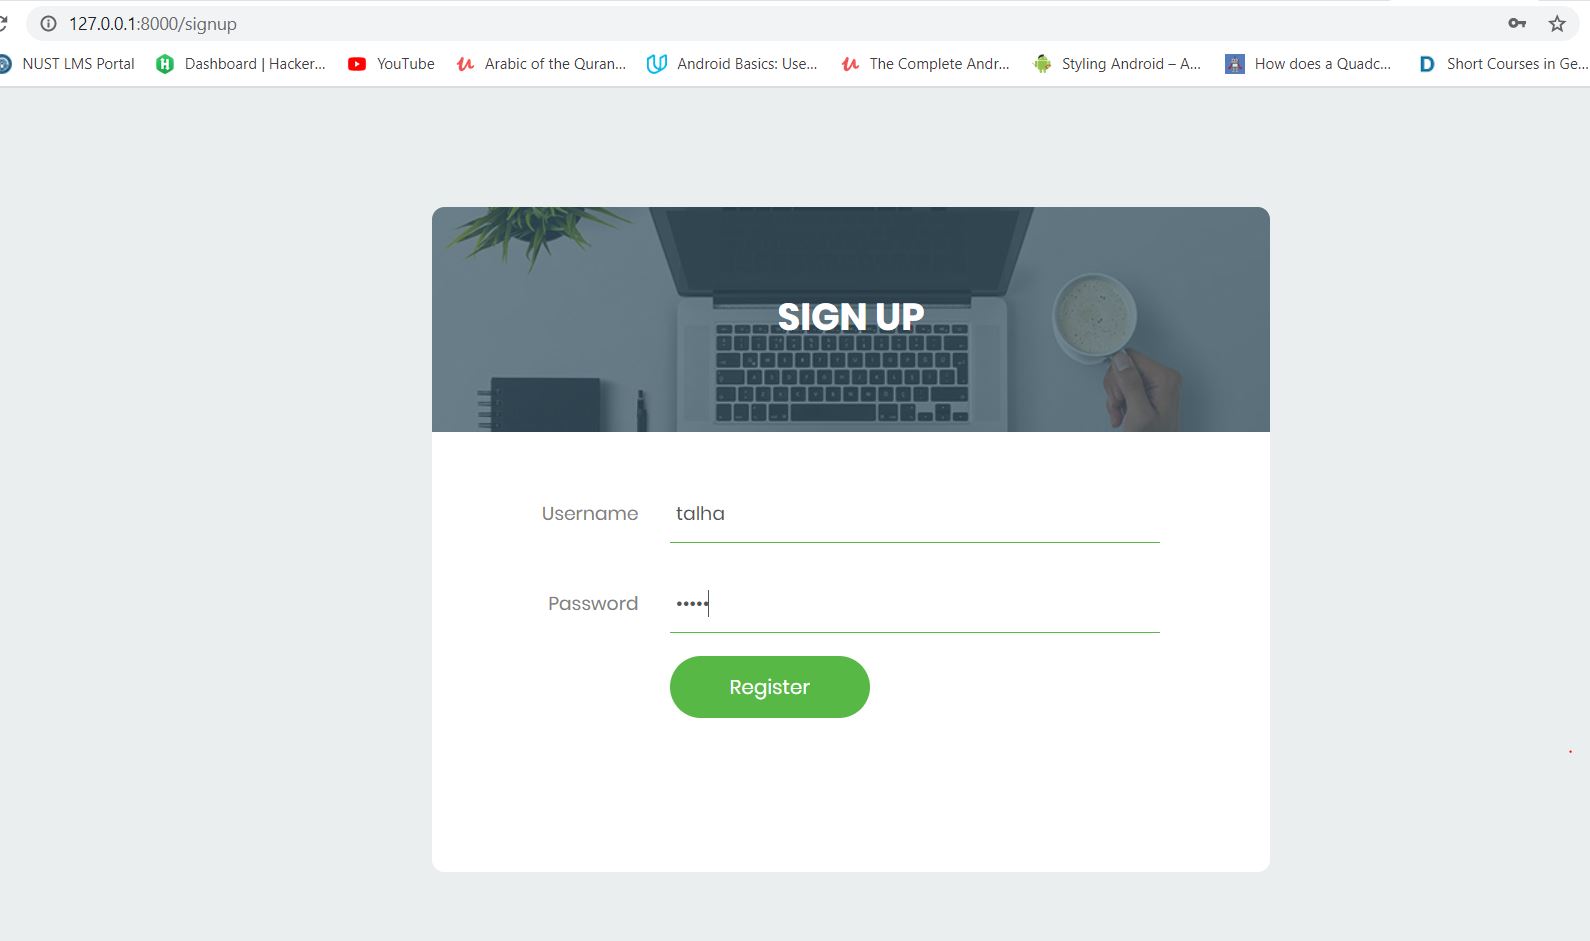 127.0.0.1:8000/signup
NUST LMS Portal Dashboard | Hacker... YouTube Arabic of the Quran... Android Basics: Use... The Complete Andr... Styling Android – A... How does a Quadc... Short Courses in Ge...
SIGN UP
Username talha
Password •••••
Register